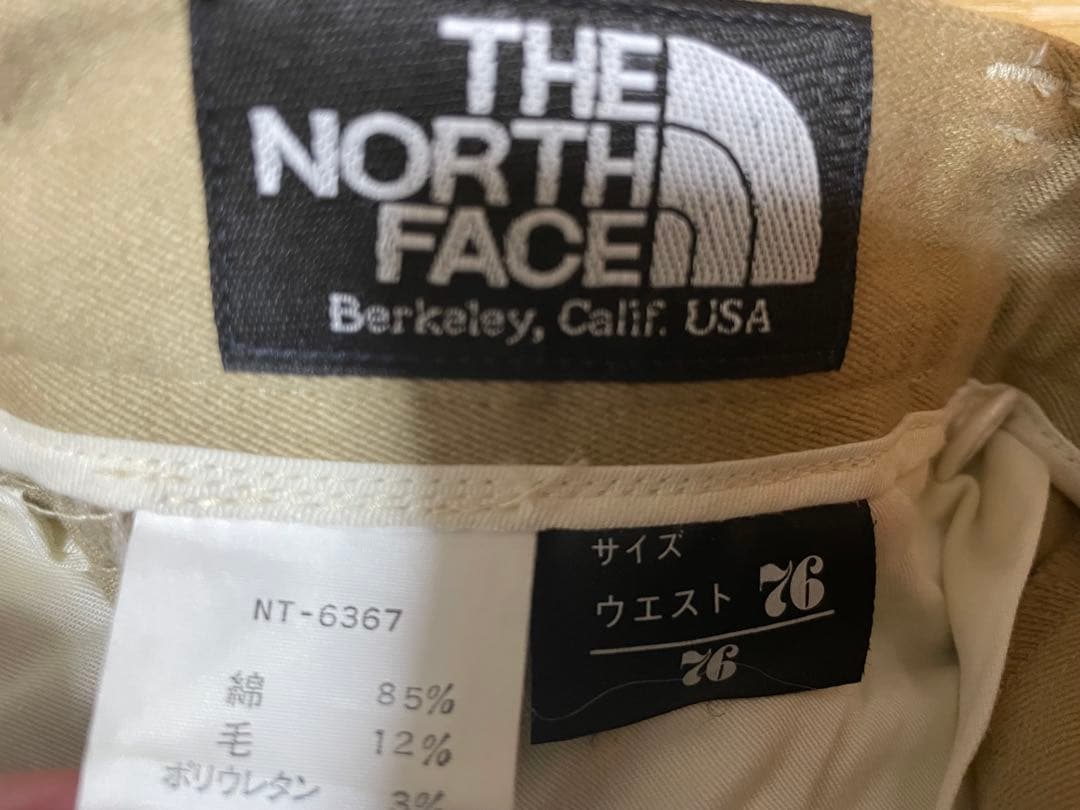 THE
NORTH
FACE
Berkeley, Calif. USA
NT-6367
綿 85%
毛 12%
ポリウレタン 3%
サイズ
ウエスト 76
76